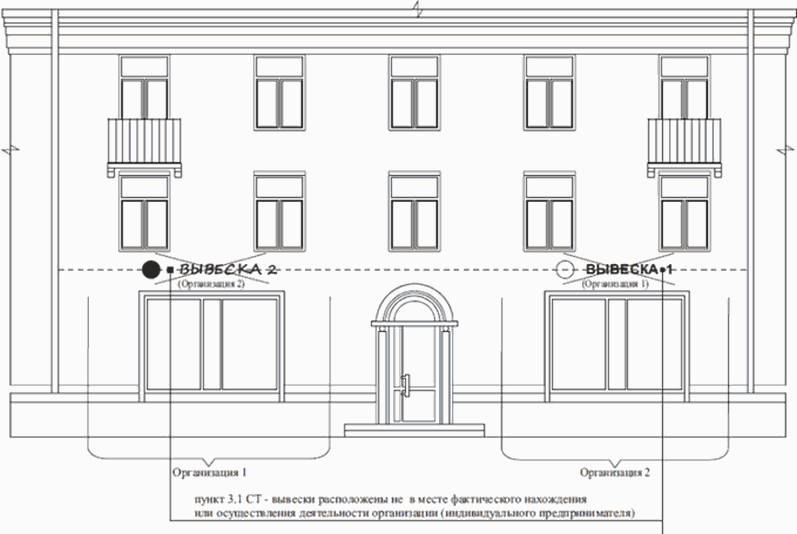 ВЫВЕСКА 2
(Организация 2)
ВЫВЕСКА 1
(Организация 1)
Организация 1
Организация 2
пункт 3.1 СТ - вывески расположены не в месте фактического нахождения
или осуществления деятельности организации (индивидуального предпринимателя)